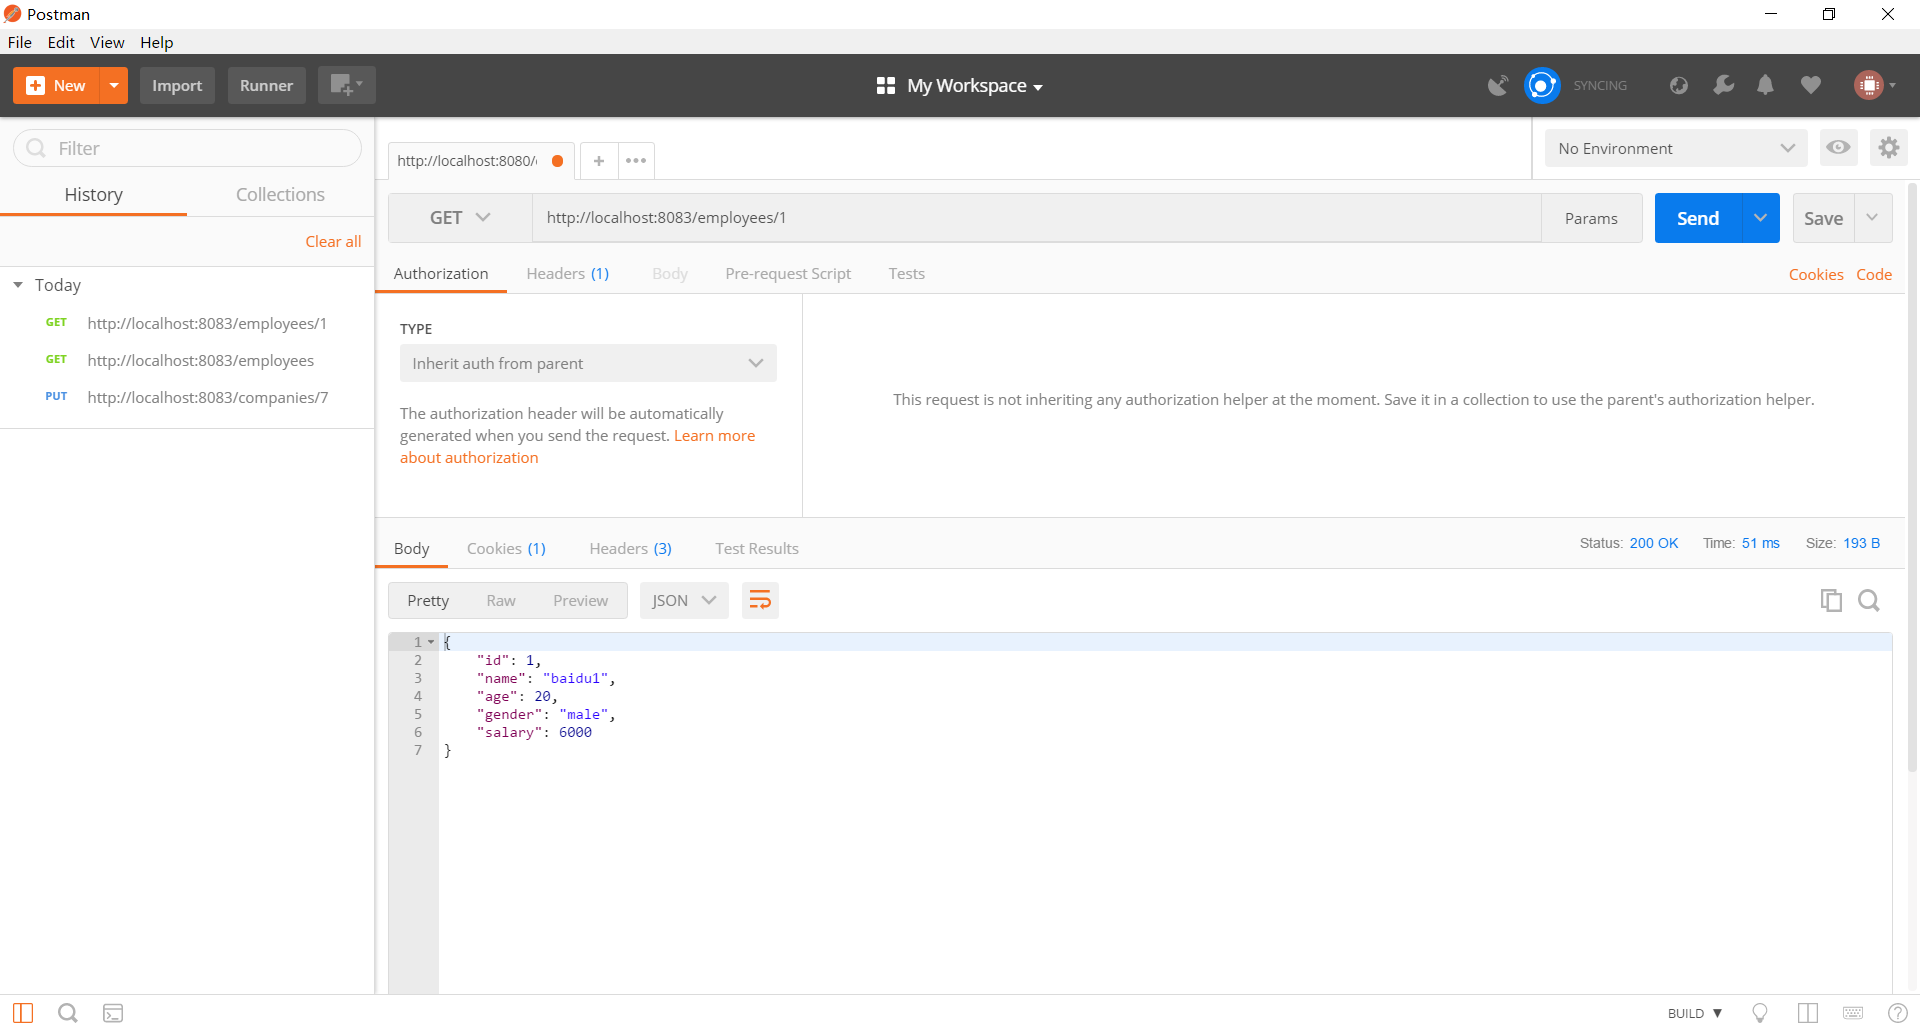 Postman
File Edit View Help
New Import Runner My Workspace SYNCING
Filter
History Collections
Clear all
Today
GET http://localhost:8083/employees/1
GET http://localhost:8083/employees
PUT http://localhost:8083/companies/7
http://localhost:8080/ + •••
No Environment
GET http://localhost:8083/employees/1 Params Send Save
Authorization Headers (1) Body Pre-request Script Tests Cookies Code
TYPE
Inherit auth from parent
The authorization header will be automatically
generated when you send the request. Learn more
about authorization
This request is not inheriting any authorization helper at the moment. Save it in a collection to use the parent's authorization helper.
Body Cookies (1) Headers (3) Test Results Status: 200 OK Time: 51 ms Size: 193 B
Pretty Raw Preview JSON
1 {
2 "id": 1,
3 "name": "baidu1",
4 "age": 20,
5 "gender": "male",
6 "salary": 6000
7 }
BUILD ▼